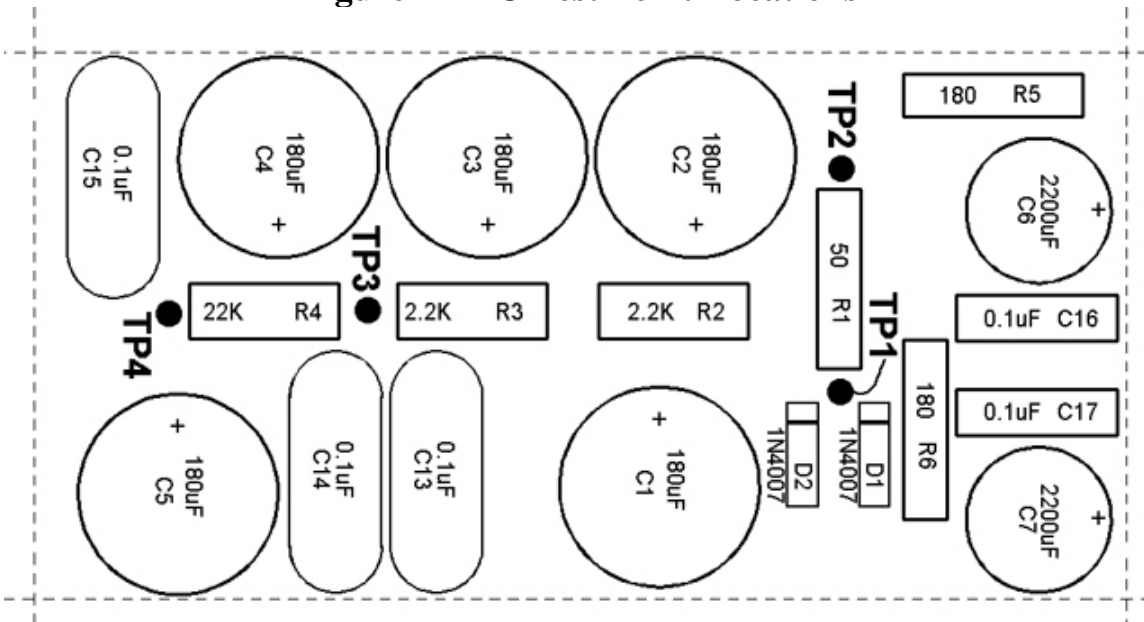 180 R5
TP2
0.1uF
C15
180uF
C4
+
180uF
C3
+
180uF
C2
+
2200uF
C6
+
50 R1
TP3
TP4
22K R4
2.2K R3
2.2K R2
TP1
0.1uF C16
180 R6
0.1uF C17
180uF
C5
+
0.1uF
C14
0.1uF
C13
180uF
C1
+
1N4007
D2
1N4007
D1
2200uF
C7
+